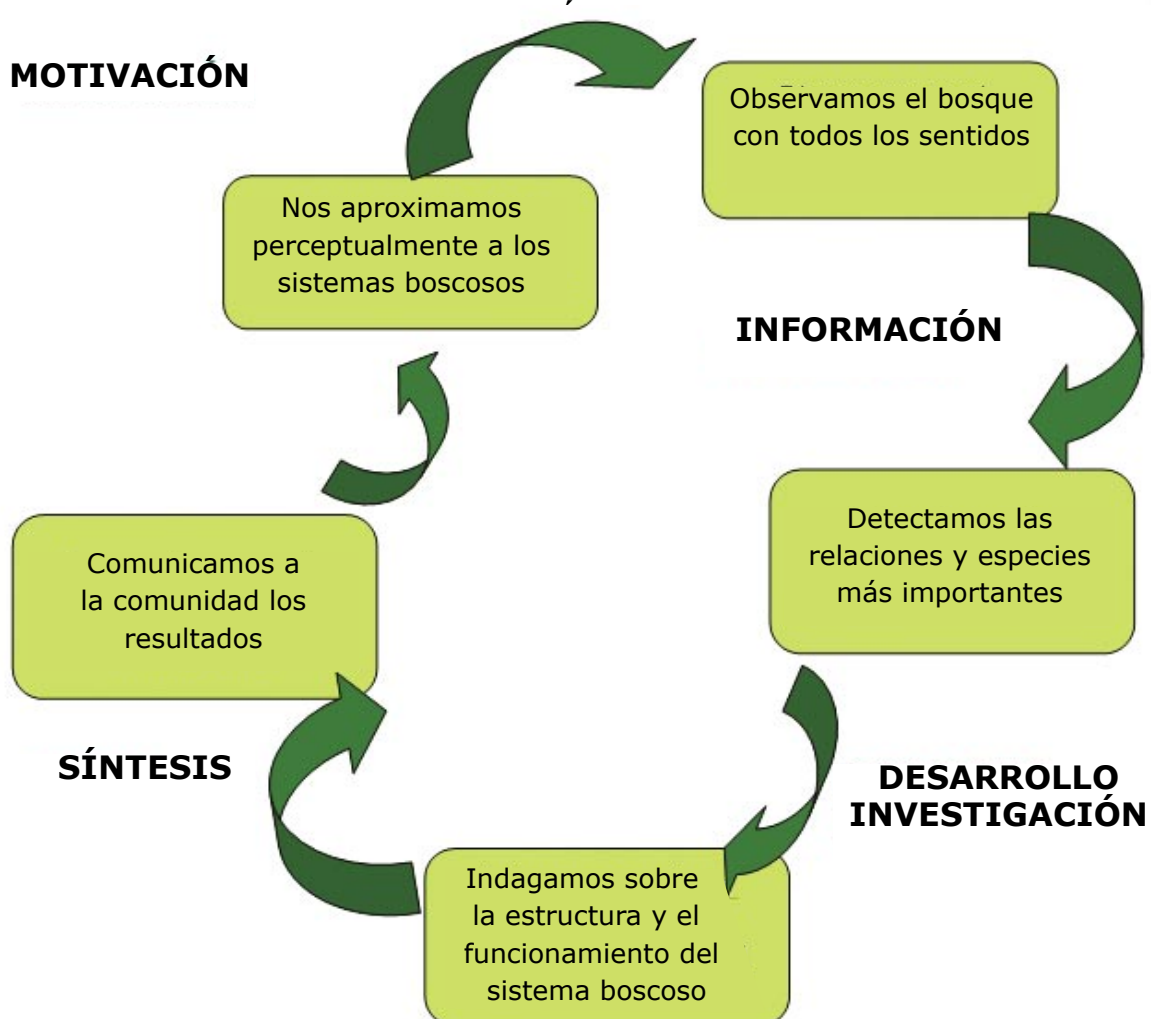 MOTIVACIÓN
Observamos el bosque
con todos los sentidos
Nos aproximamos
perceptualmente a los
sistemas boscosos
INFORMACIÓN
Detectamos las
relaciones y especies
más importantes
Comunicamos a
la comunidad los
resultados
SÍNTESIS
DESARROLLO
INVESTIGACIÓN
Indagamos sobre
la estructura y el
funcionamiento del
sistema boscoso